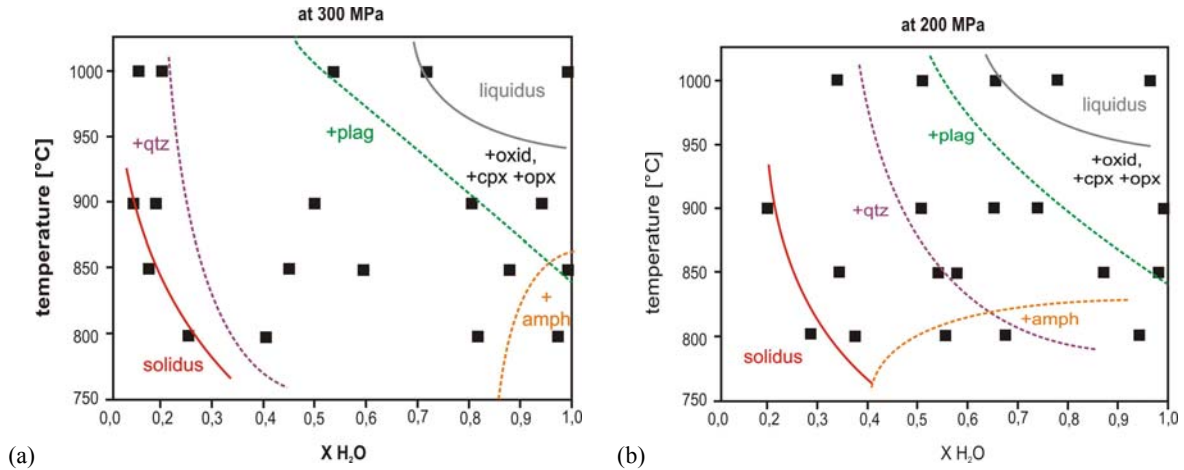 at 300 MPa
temperature [°C]
1000
950
900
850
800
750
0,0
0,1
0,2
0,3
0,4
0,5
0,6
0,7
0,8
0,9
1,0
X H₂O
liquidus
+plag
+qtz
+oxid,
+cpx +opx
+
amph
solidus
(a)
at 200 MPa
temperature [°C]
1000
950
900
850
800
750
0,1
0,2
0,3
0,4
0,5
0,6
0,7
0,8
0,9
1,0
X H₂O
liquidus
+plag
+oxid,
+cpx +opx
+qtz
+amph
solidus
(b)